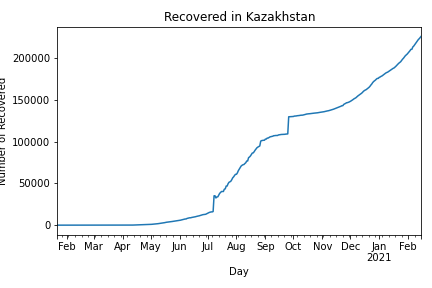 Recovered in Kazakhstan
Number of Recovered
200000
150000
100000
50000
0
Feb Mar Apr May Jun Jul Aug Sep Oct Nov Dec Jan Feb
2021
Day